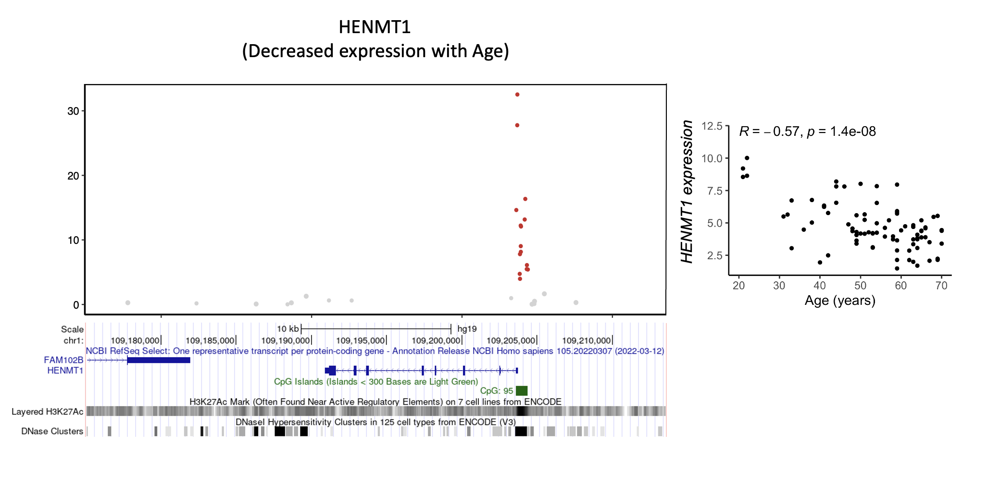 HENMT1
(Decreased expression with Age)
30
20
10
0
Scale 10 kb hg19
chr1: 109,180,000 109,185,000 109,190,000 109,195,000 109,200,000 109,205,000 109,210,000
NCBI RefSeq Select: One representative transcript per protein-coding gene - Annotation Release NCBI Homo sapiens 105.20220307 (2022-03-12)
FAM102B
HENMT1
CpG Islands (Islands < 300 Bases are Light Green)
CpG: 95
H3K27Ac Mark (Often Found Near Active Regulatory Elements) on 7 cell lines from ENCODE
Layered H3K27Ac
DNaseI Hypersensitivity Clusters in 125 cell types from ENCODE (V3)
DNase Clusters
HENMT1 expression
R = −0.57, p = 1.4e-08
12.5
10.0
7.5
5.0
2.5
20 30 40 50 60 70
Age (years)